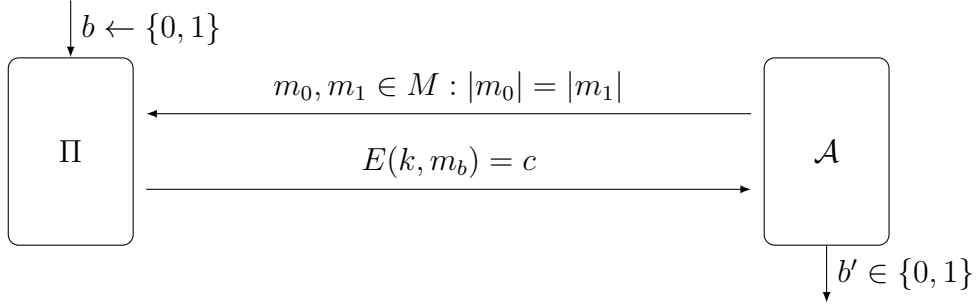 b ← {0, 1}
m₀, m₁ ∈ M : |m₀| = |m₁|
Π
𝒜
E(k, m_b) = c
b′ ∈ {0, 1}